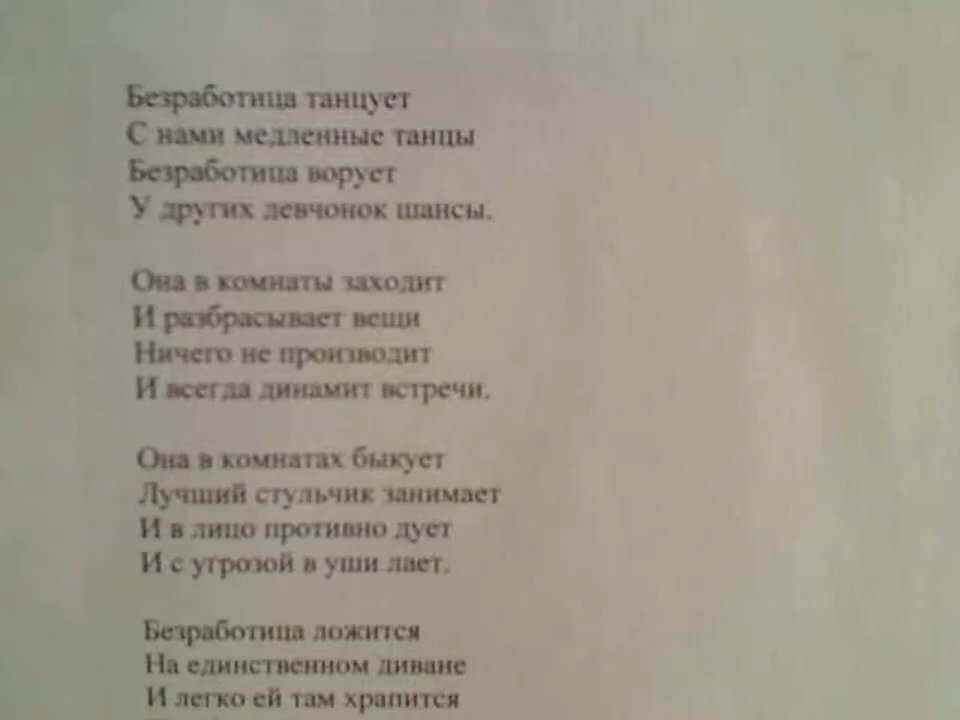 Безработица танцует
С нами медленные танцы
Безработица ворует
У других девчонок шансы.
Она в комнаты заходит
И разбрасывает вещи
Ничего не производит
И всегда динамит встречи.
Она в комнатах быкует
Лучший стульчик занимает
И в лицо противно дует
И с угрозой в уши лает.
Безработица ложится
На единственном диване
И легко ей там храпится